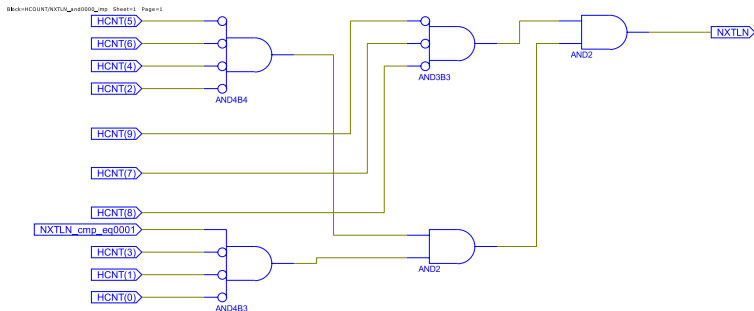 Block=HCOUNT/NXTLN_and0000_imp Sheet=1 Page=1
HCNT(5)
HCNT(6)
HCNT(4)
HCNT(2)
AND4B4
HCNT(9)
HCNT(7)
HCNT(8)
AND3B3
AND2
NXTLN
NXTLN_cmp_eq0001
HCNT(3)
HCNT(1)
HCNT(0)
AND4B3
AND2